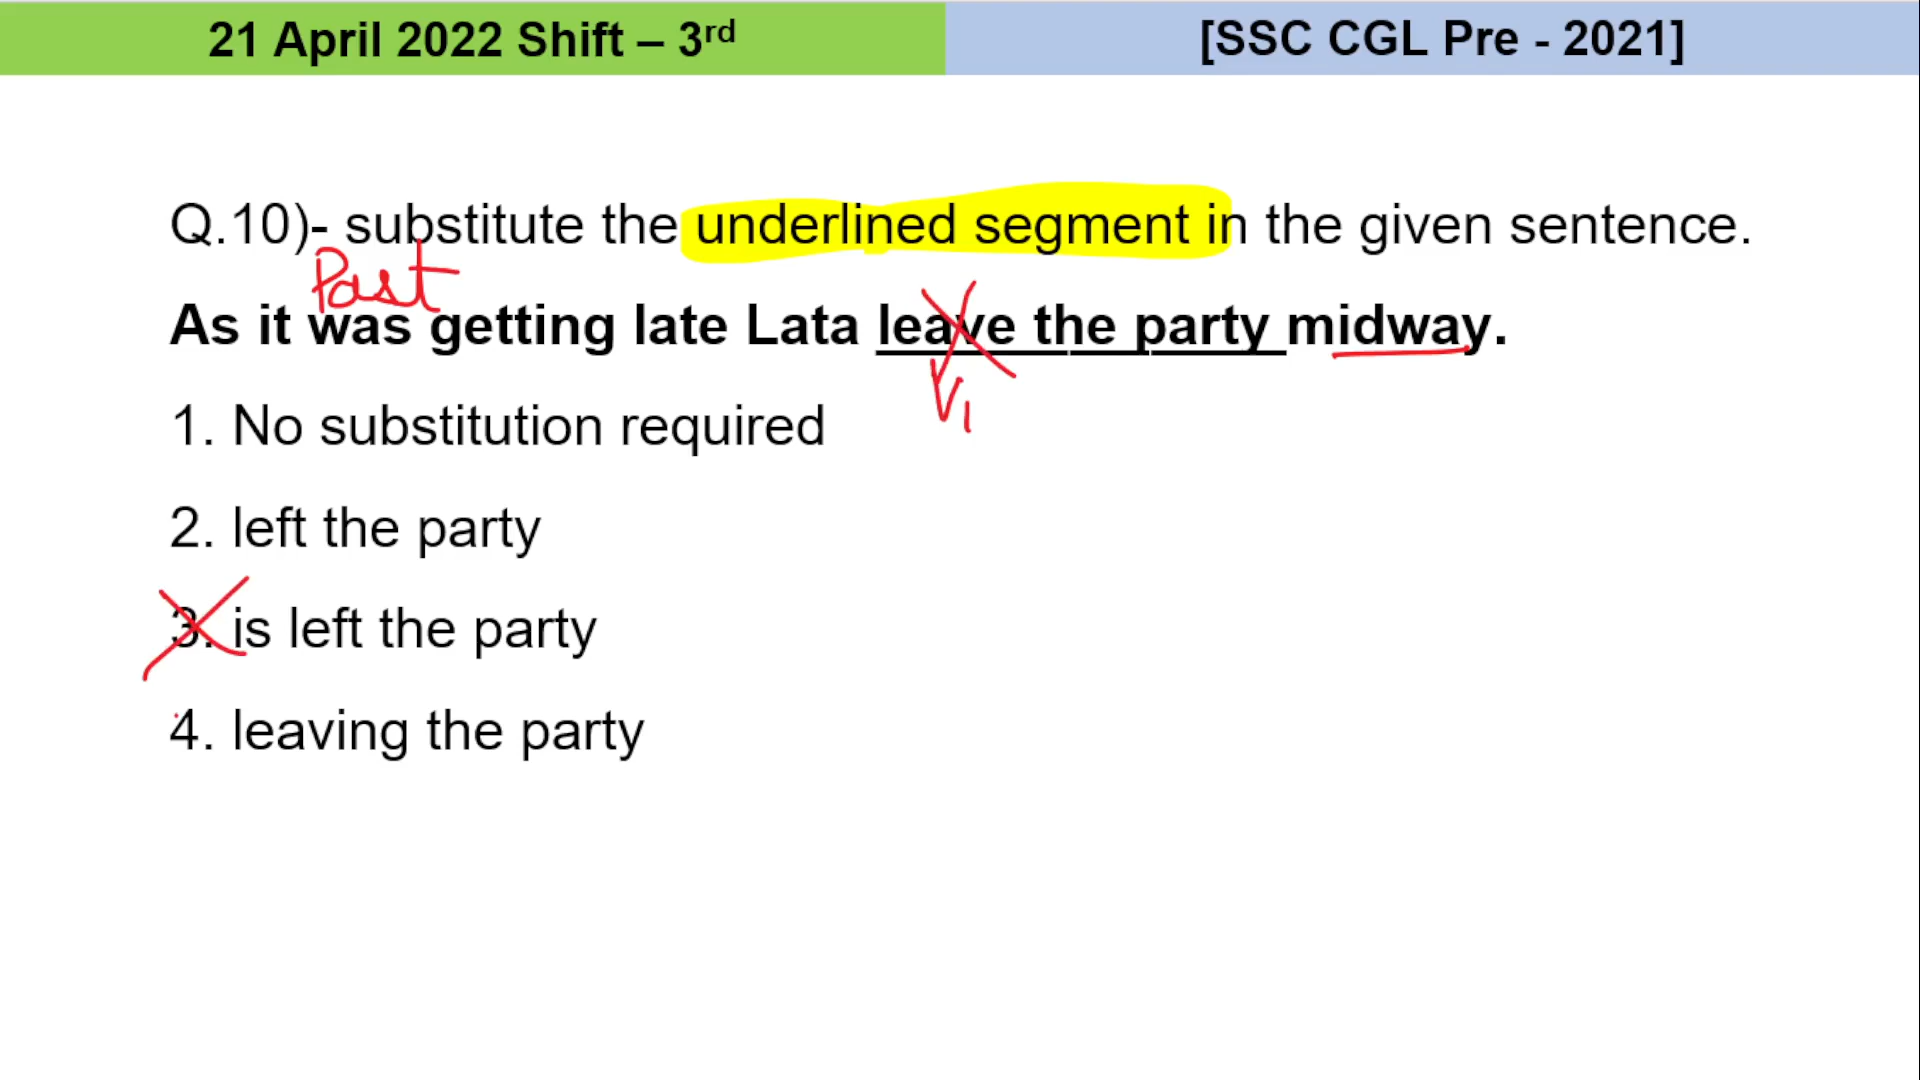 21 April 2022 Shift – 3rd
[SSC CGL Pre - 2021]
Q.10)- substitute the underlined segment in the given sentence.
Past
As it was getting late Lata leave the party midway.
V1
1. No substitution required
2. left the party
3. is left the party
4. leaving the party